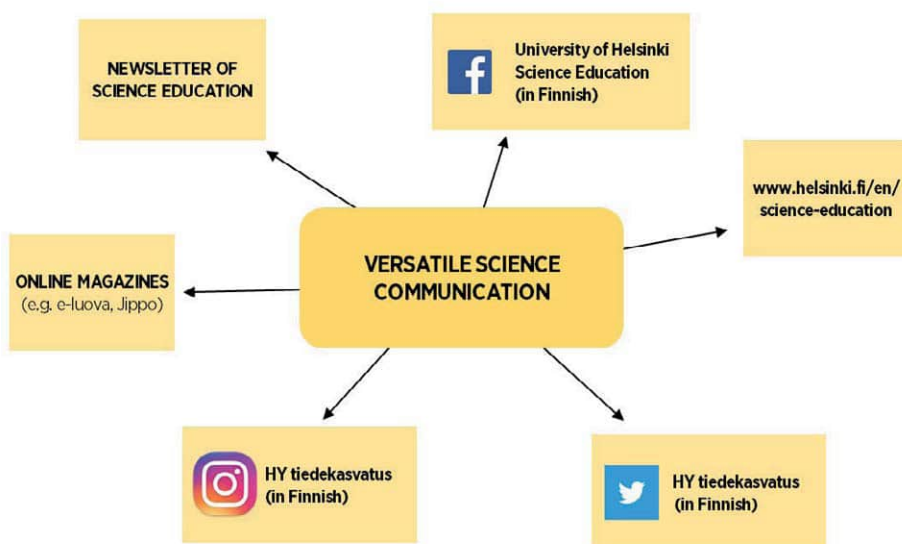 NEWSLETTER OF
SCIENCE EDUCATION
University of Helsinki
Science Education
(in Finnish)
www.helsinki.fi/en/
science-education
VERSATILE SCIENCE
COMMUNICATION
ONLINE MAGAZINES
(e.g. e-luova, Jippo)
HY tiedekasvatus
(in Finnish)
HY tiedekasvatus
(in Finnish)